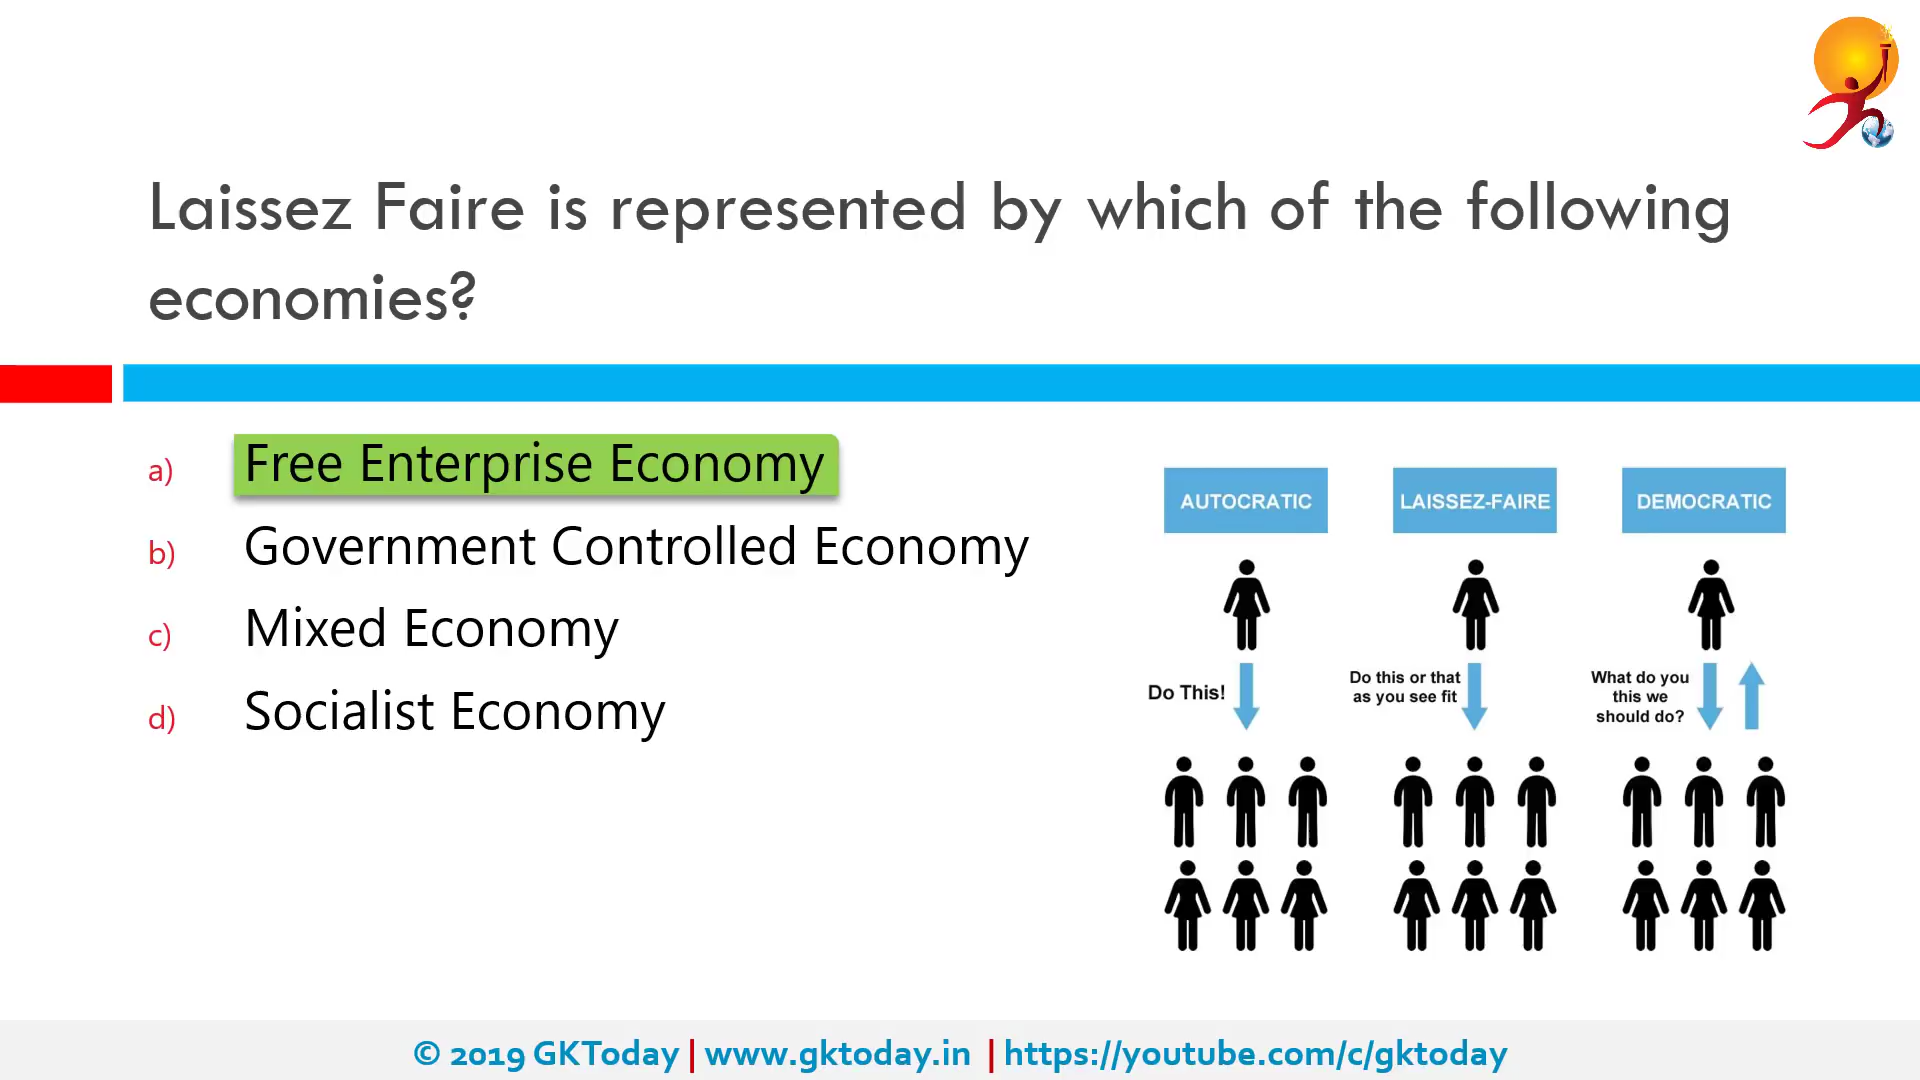 Laissez Faire is represented by which of the following
economies?
a) Free Enterprise Economy
b) Government Controlled Economy
c) Mixed Economy
d) Socialist Economy
AUTOCRATIC
Do This!
LAISSEZ-FAIRE
Do this or that
as you see fit
DEMOCRATIC
What do you
this we
should do?
© 2019 GKToday | www.gktoday.in | https://youtube.com/c/gktoday